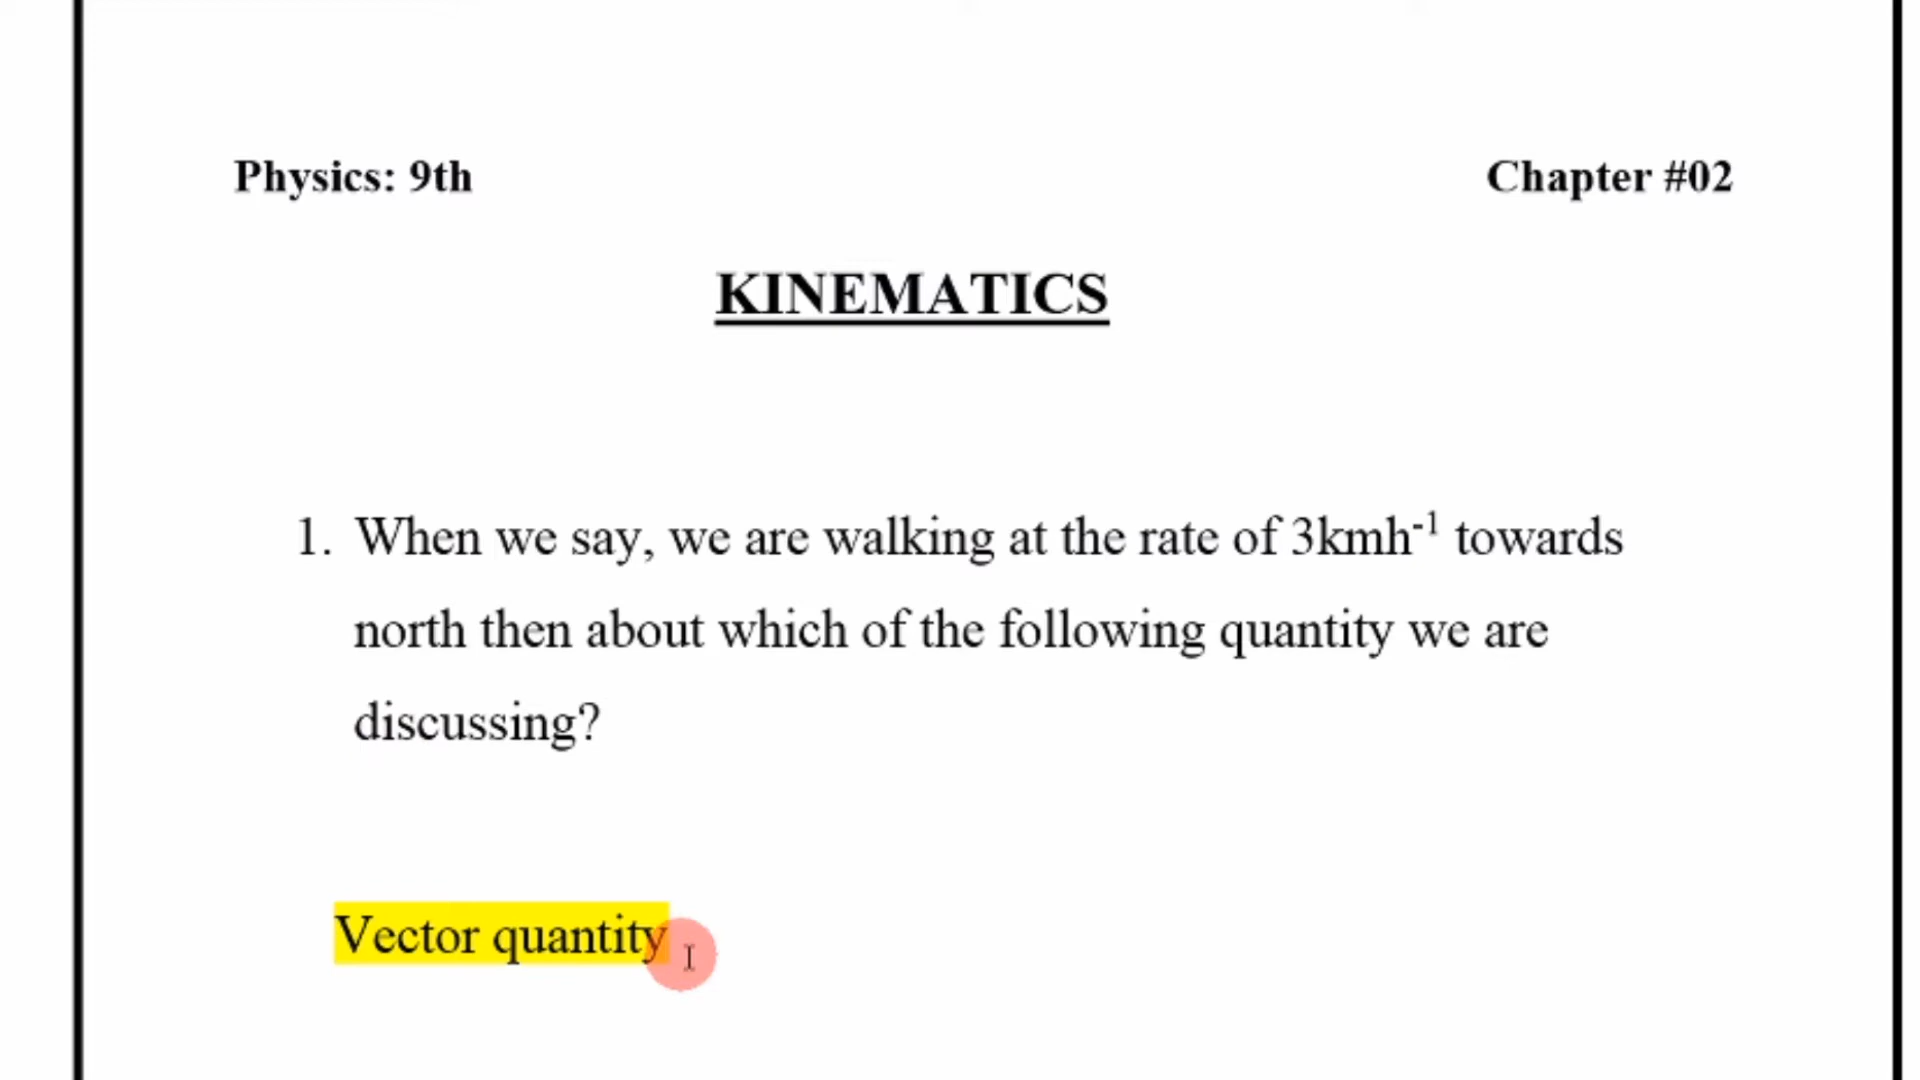 Physics: 9th Chapter #02
KINEMATICS
1. When we say, we are walking at the rate of 3kmh⁻¹ towards
north then about which of the following quantity we are
discussing?
Vector quantity